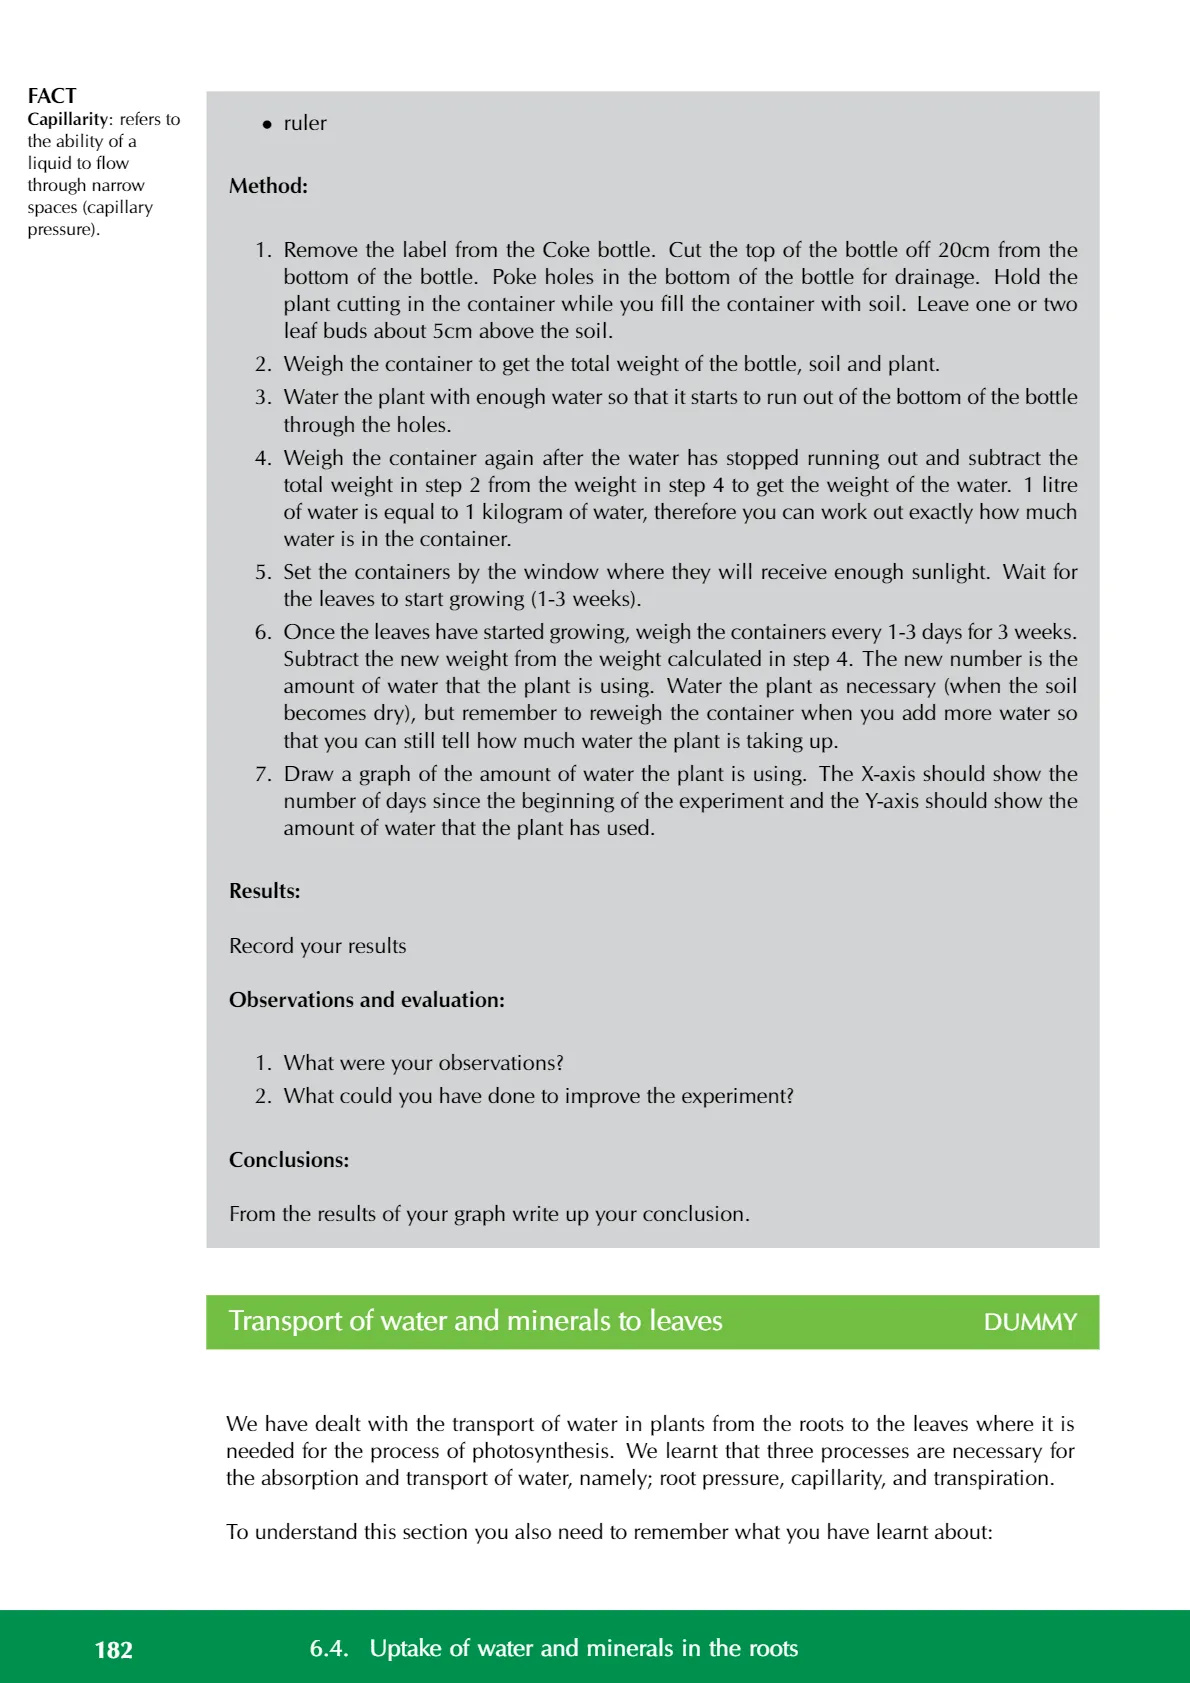 FACT
Capillarity: refers to
the ability of a
liquid to flow
through narrow
spaces (capillary
pressure).
• ruler
Method:
1. Remove the label from the Coke bottle. Cut the top of the bottle off 20cm from the
bottom of the bottle. Poke holes in the bottom of the bottle for drainage. Hold the
plant cutting in the container while you fill the container with soil. Leave one or two
leaf buds about 5cm above the soil.
2. Weigh the container to get the total weight of the bottle, soil and plant.
3. Water the plant with enough water so that it starts to run out of the bottom of the bottle
through the holes.
4. Weigh the container again after the water has stopped running out and subtract the
total weight in step 2 from the weight in step 4 to get the weight of the water. 1 litre
of water is equal to 1 kilogram of water, therefore you can work out exactly how much
water is in the container.
5. Set the containers by the window where they will receive enough sunlight. Wait for
the leaves to start growing (1-3 weeks).
6. Once the leaves have started growing, weigh the containers every 1-3 days for 3 weeks.
Subtract the new weight from the weight calculated in step 4. The new number is the
amount of water that the plant is using. Water the plant as necessary (when the soil
becomes dry), but remember to reweigh the container when you add more water so
that you can still tell how much water the plant is taking up.
7. Draw a graph of the amount of water the plant is using. The X-axis should show the
number of days since the beginning of the experiment and the Y-axis should show the
amount of water that the plant has used.
Results:
Record your results
Observations and evaluation:
1. What were your observations?
2. What could you have done to improve the experiment?
Conclusions:
From the results of your graph write up your conclusion.
Transport of water and minerals to leaves DUMMY
We have dealt with the transport of water in plants from the roots to the leaves where it is
needed for the process of photosynthesis. We learnt that three processes are necessary for
the absorption and transport of water, namely; root pressure, capillarity, and transpiration.
To understand this section you also need to remember what you have learnt about:
182 6.4. Uptake of water and minerals in the roots